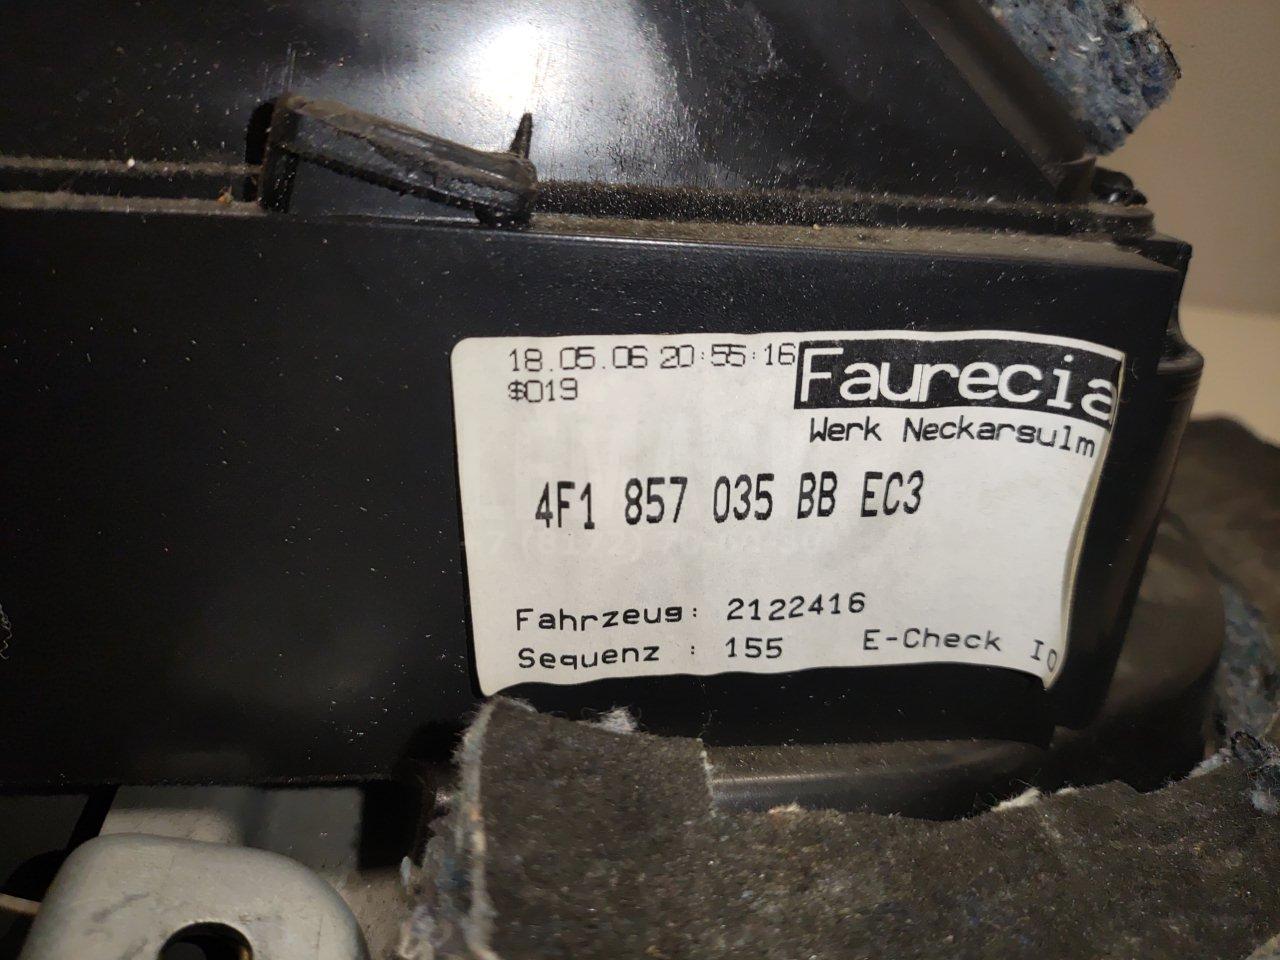 18.05.06 20:55:16
$019
Faurecia
Werk Neckarsulm
4F1 857 035 BB EC3
Fahrzeug: 2122416
Sequenz : 155 E-Check IO